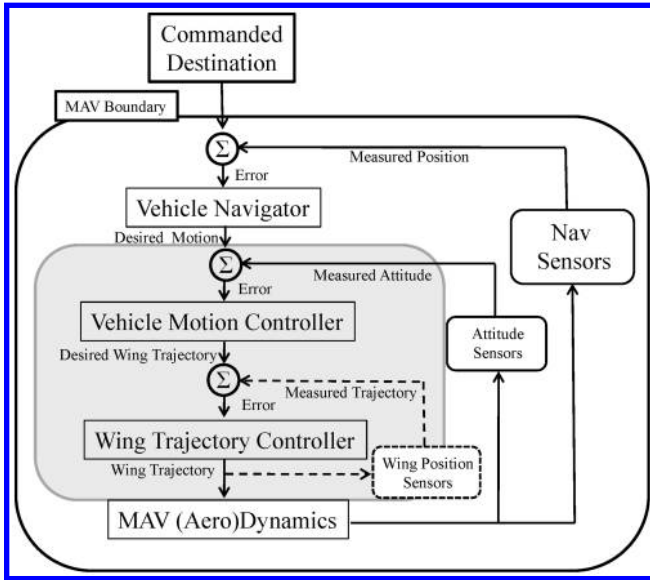 Commanded
Destination
MAV Boundary
Σ
Measured Position
Error
Vehicle Navigator
Nav
Sensors
Desired Motion
Σ
Measured Attitude
Error
Vehicle Motion Controller
Attitude
Sensors
Desired Wing Trajectory
Σ
Measured Trajectory
Error
Wing Trajectory Controller
Wing Position
Sensors
Wing Trajectory
MAV (Aero)Dynamics